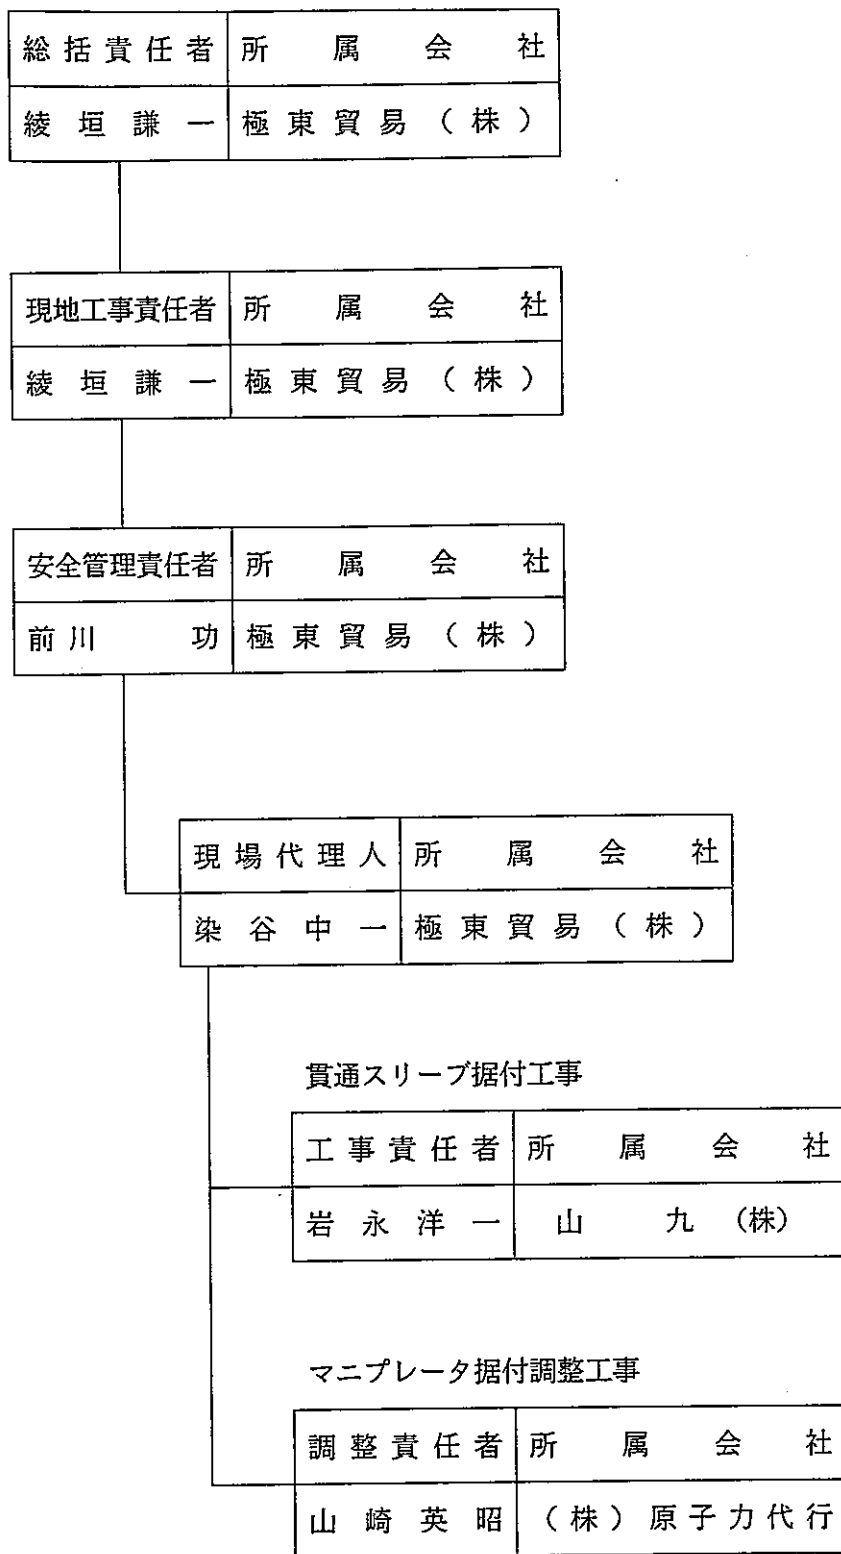 総括責任者 所属会社
綾垣謙一 極東貿易（株）
現地工事責任者 所属会社
綾垣謙一 極東貿易（株）
安全管理責任者 所属会社
前川功 極東貿易（株）
現場代理人 所属会社
染谷中一 極東貿易（株）
貫通スリーブ据付工事
工事責任者 所属会社
岩永洋一 山九（株）
マニプレータ据付調整工事
調整責任者 所属会社
山崎英昭 （株）原子力代行